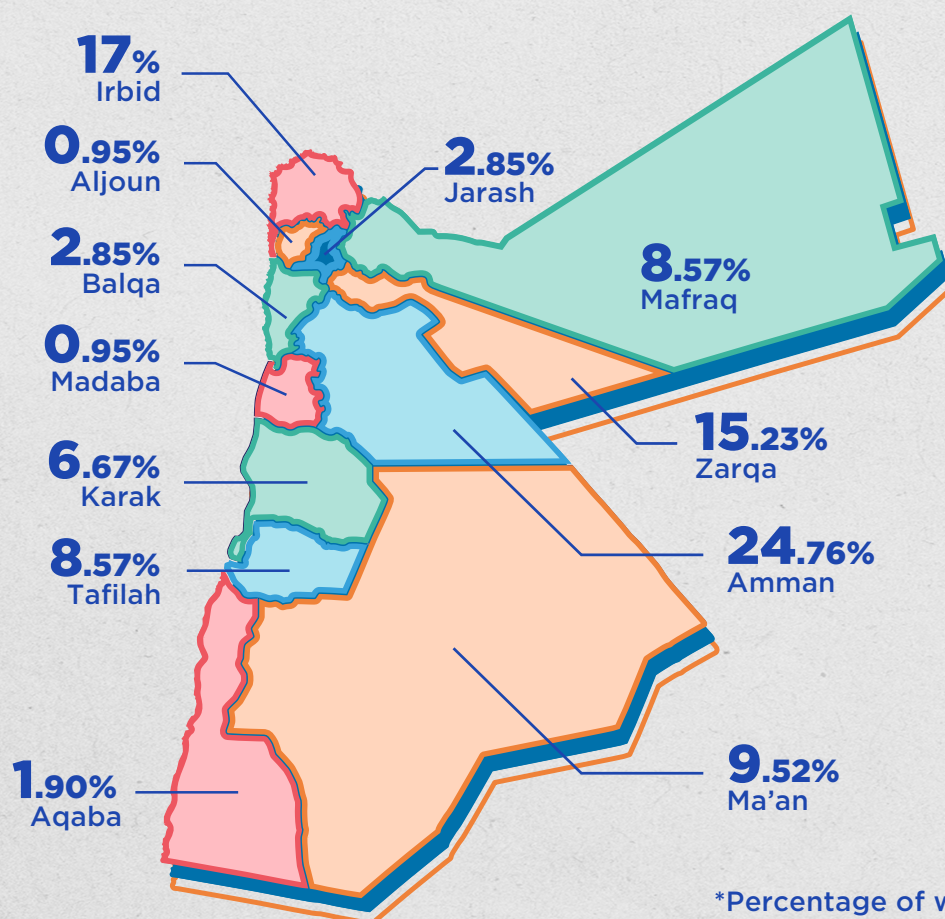 17%
Irbid
0.95%
Aljoun
2.85%
Jarash
2.85%
Balqa
8.57%
Mafraq
0.95%
Madaba
15.23%
Zarqa
6.67%
Karak
24.76%
Amman
8.57%
Tafilah
9.52%
Ma'an
1.90%
Aqaba
*Percentage of